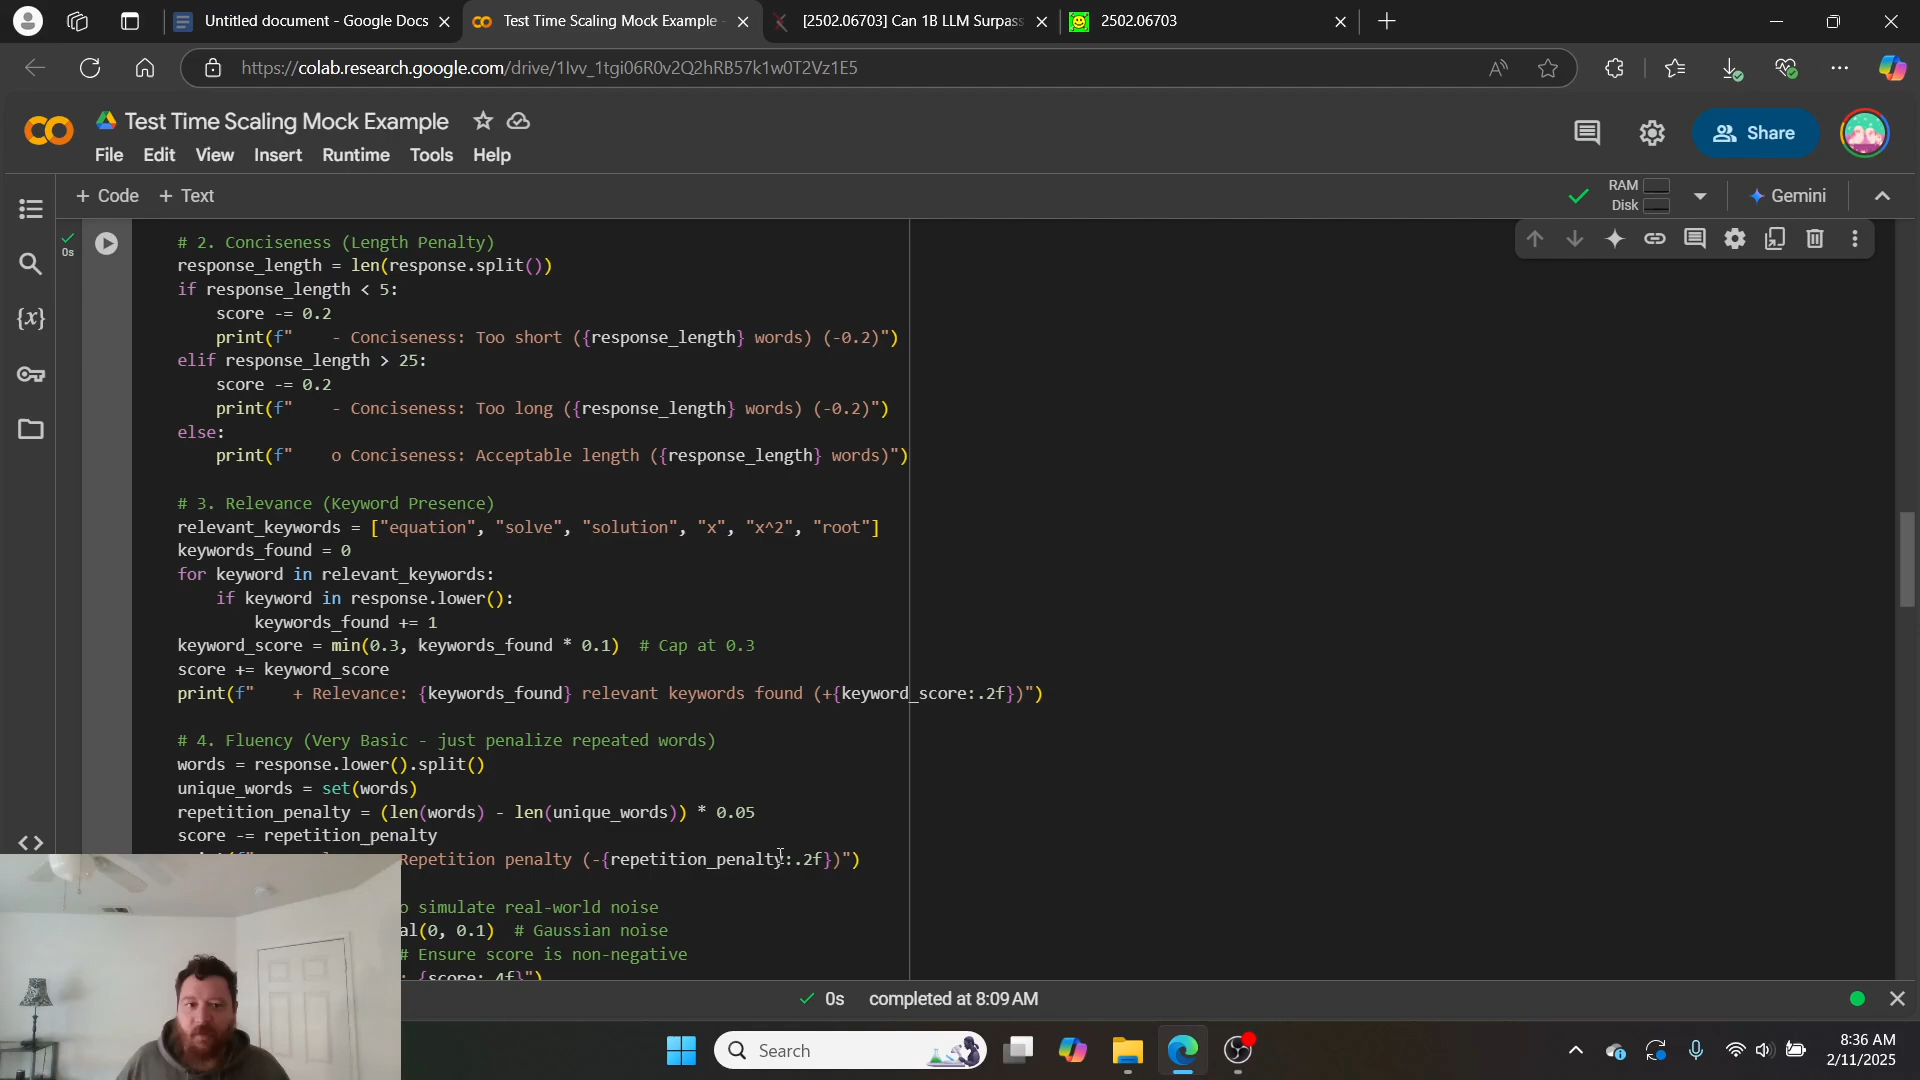 Untitled document - Google Docs
Test Time Scaling Mock Example -
[2502.06703] Can 1B LLM Surpass
2502.06703
https://colab.research.google.com/drive/1Ivv_1tgi06R0v2Q2hRB57k1w0T2Vz1E5
Test Time Scaling Mock Example
File Edit View Insert Runtime Tools Help
Share
+ Code + Text
RAM
Disk
Gemini
0s
# 2. Conciseness (Length Penalty)
response_length = len(response.split())
if response_length < 5:
score -= 0.2
print(f"    - Conciseness: Too short ({response_length} words) (-0.2)")
elif response_length > 25:
score -= 0.2
print(f"    - Conciseness: Too long ({response_length} words) (-0.2)")
else:
print(f"    o Conciseness: Acceptable length ({response_length} words)")
# 3. Relevance (Keyword Presence)
relevant_keywords = ["equation", "solve", "solution", "x", "x^2", "root"]
keywords_found = 0
for keyword in relevant_keywords:
if keyword in response.lower():
keywords_found += 1
keyword_score = min(0.3, keywords_found * 0.1)  # Cap at 0.3
score += keyword_score
print(f"    + Relevance: {keywords_found} relevant keywords found (+{keyword_score:.2f})")
# 4. Fluency (Very Basic - just penalize repeated words)
words = response.lower().split()
unique_words = set(words)
repetition_penalty = (len(words) - len(unique_words)) * 0.05
score -= repetition_penalty
Repetition penalty (-{repetition_penalty:.2f})")
o simulate real-world noise
al(0, 0.1)  # Gaussian noise
# Ensure score is non-negative
: {score:.4f}")
0s completed at 8:09 AM
Search
8:36 AM
2/11/2025